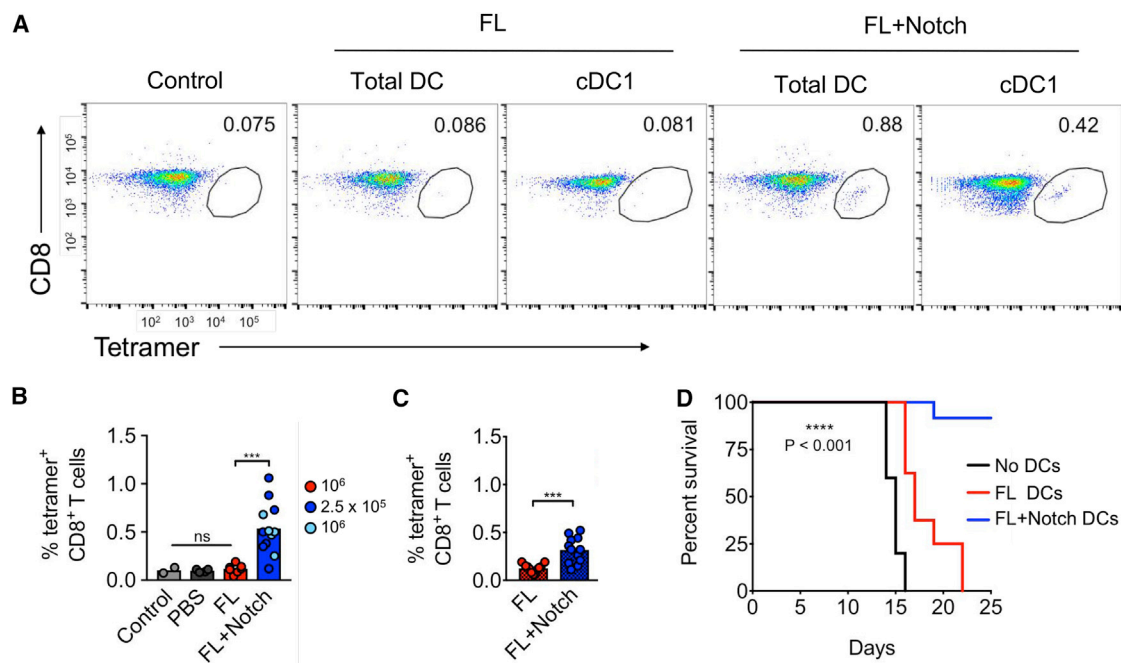 A
FL
FL+Notch
Control
Total DC
cDC1
Total DC
cDC1
0.075
0.086
0.081
0.88
0.42
CD8
10⁵
10⁴
10³
10²
10² 10³ 10⁴ 10⁵
Tetramer
B
% tetramer⁺
CD8⁺ T cells
1.5
1.0
0.5
0.0
ns
***
Control
PBS
FL
FL+Notch
10⁶
2.5 x 10⁵
10⁶
C
% tetramer⁺
CD8⁺ T cells
1.5
1.0
0.5
0.0
***
FL
FL+Notch
D
Percent survival
100
75
50
25
0
****
P < 0.001
0 5 10 15 20 25
Days
No DCs
FL DCs
FL+Notch DCs